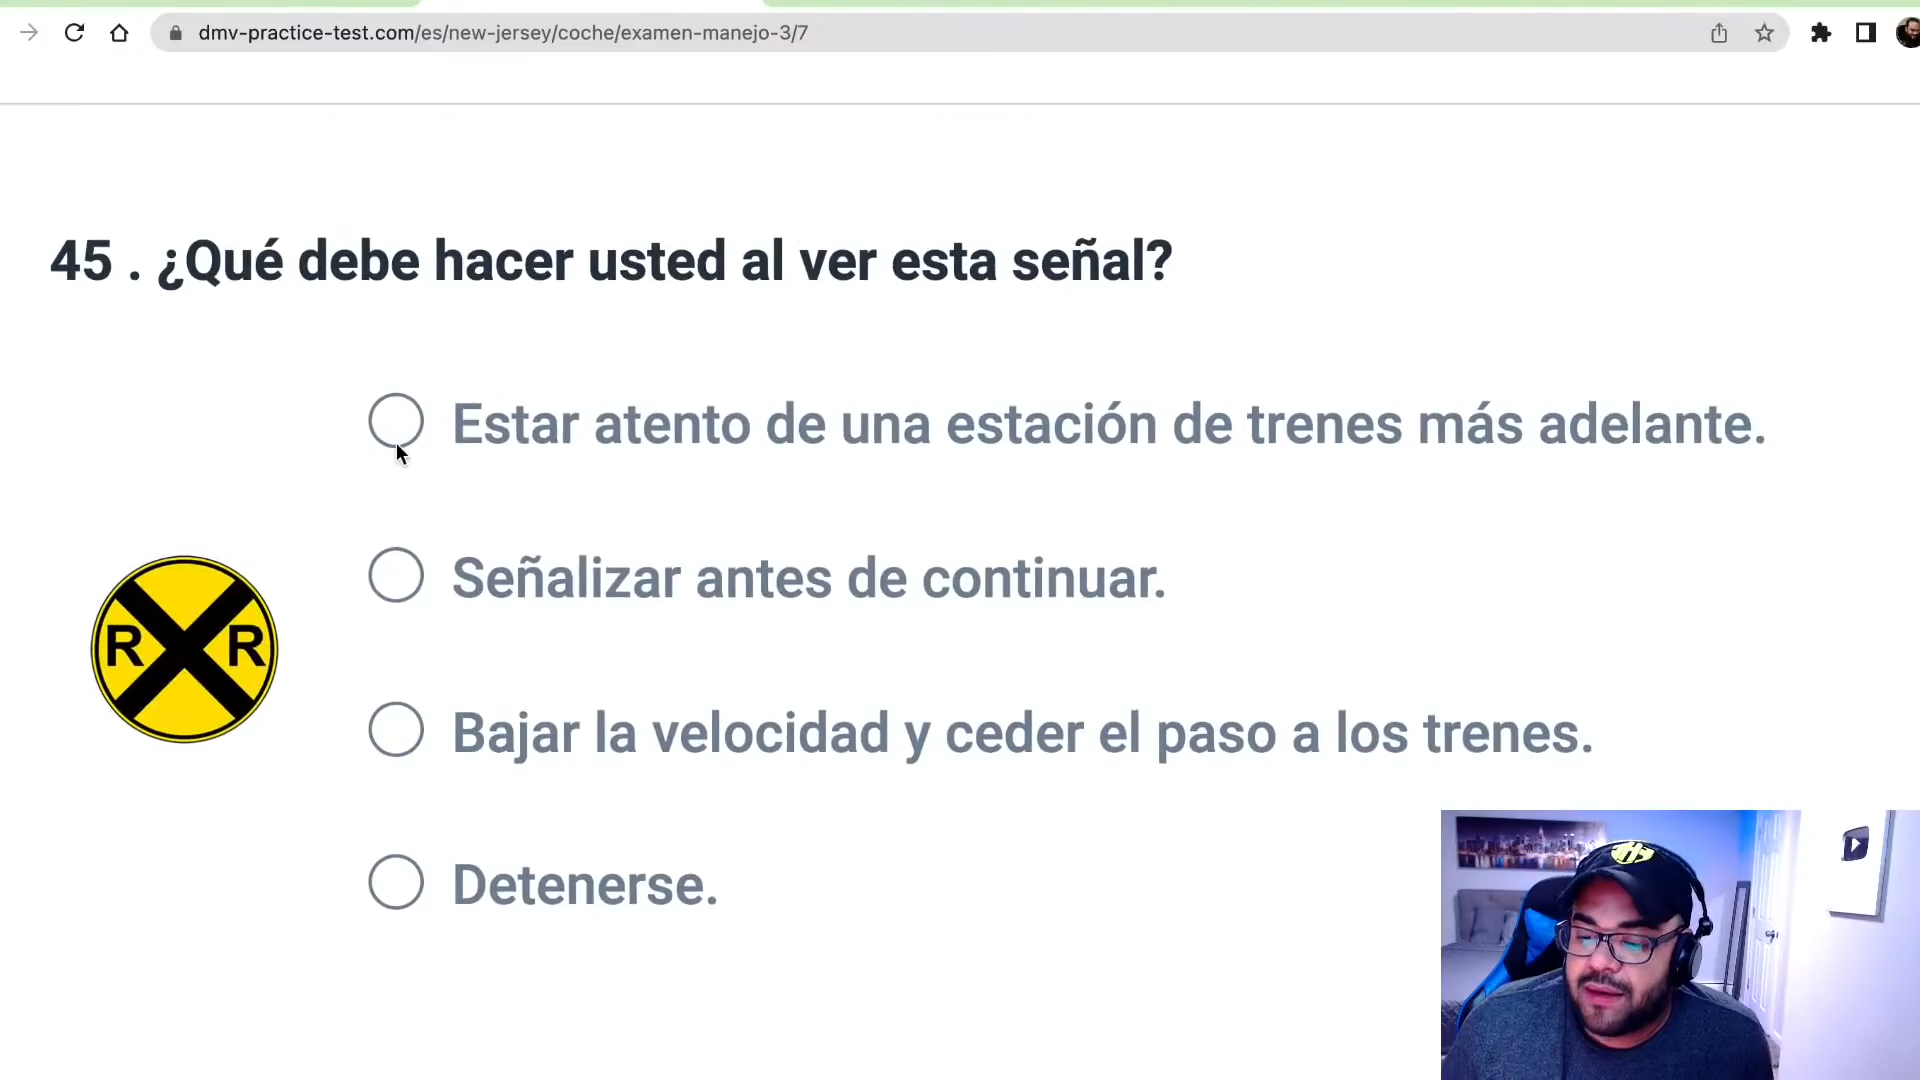 dmv-practice-test.com/es/new-jersey/coche/examen-manejo-3/7
45 . ¿Qué debe hacer usted al ver esta señal?
Estar atento de una estación de trenes más adelante.
Señalizar antes de continuar.
R R
Bajar la velocidad y ceder el paso a los trenes.
Detenerse.